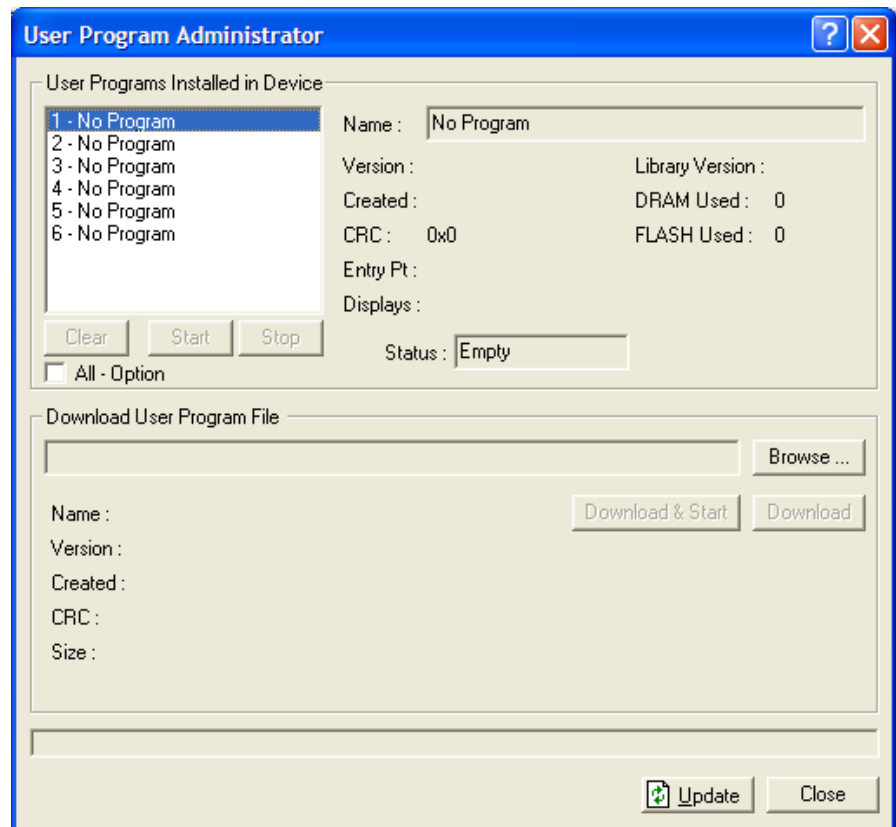 User Program Administrator
User Programs Installed in Device
1 - No Program
2 - No Program
3 - No Program
4 - No Program
5 - No Program
6 - No Program
Clear Start Stop
All - Option
Name : No Program
Version : Library Version :
Created : DRAM Used : 0
CRC : 0x0 FLASH Used : 0
Entry Pt :
Displays :
Status : Empty
Download User Program File
Browse ...
Name : Download & Start Download
Version :
Created :
CRC :
Size :
Update Close